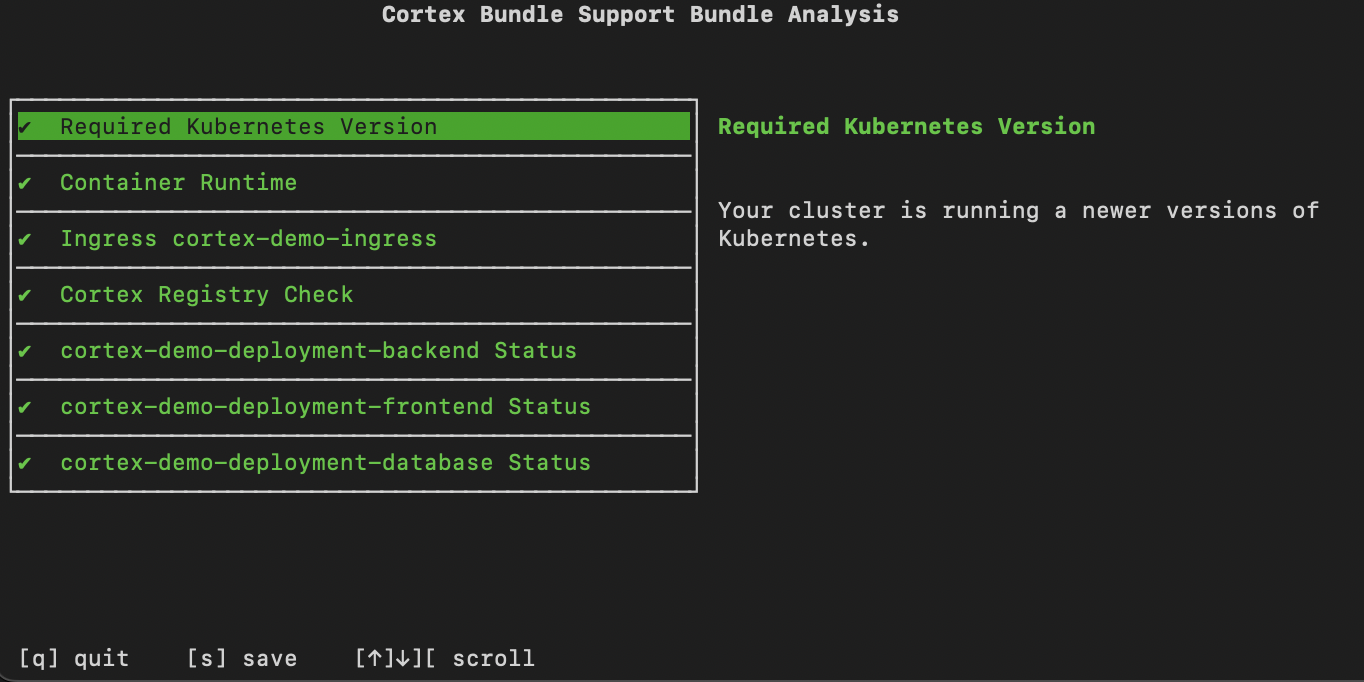 Cortex Bundle Support Bundle Analysis
✔ Required Kubernetes Version
✔ Container Runtime
✔ Ingress cortex-demo-ingress
✔ Cortex Registry Check
✔ cortex-demo-deployment-backend Status
✔ cortex-demo-deployment-frontend Status
✔ cortex-demo-deployment-database Status
Required Kubernetes Version
Your cluster is running a newer versions of
Kubernetes.
[q] quit [s] save [↑]↓][ scroll